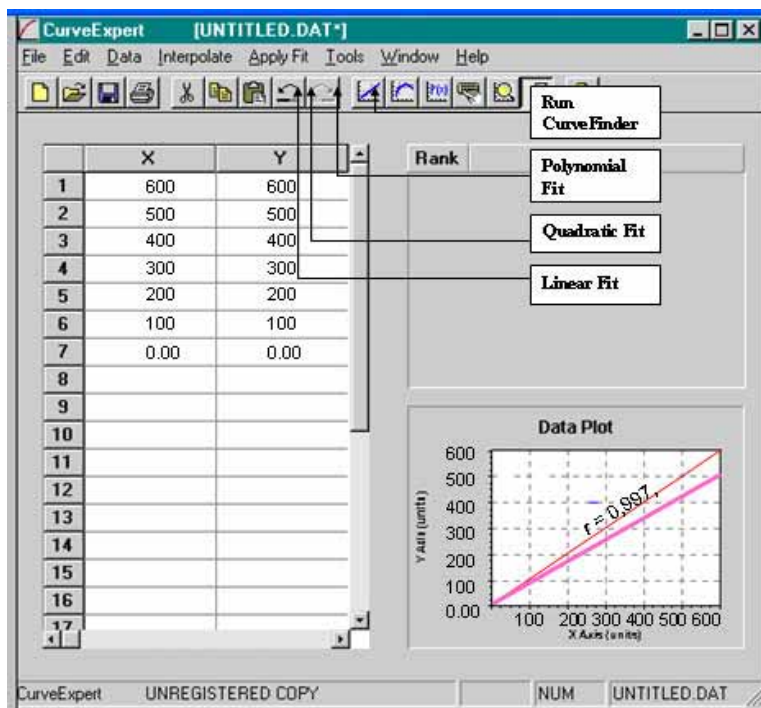 CurveExpert [UNTITLED.DAT*]
File Edit Data Interpolate Apply Fit Tools Window Help
Run
CurveFinder
Polynomial
Fit
Quadratic Fit
Linear Fit
X Y
1 600 600
2 500 500
3 400 400
4 300 300
5 200 200
6 100 100
7 0.00 0.00
8
9
10
11
12
13
14
15
16
17
Rank
Data Plot
600
500
400
300
200
100
0.00
Y Axis (units)
r = 0,997,
100 200 300 400 500 600
X Axis (units)
CurveExpert UNREGISTERED COPY NUM UNTITLED.DAT